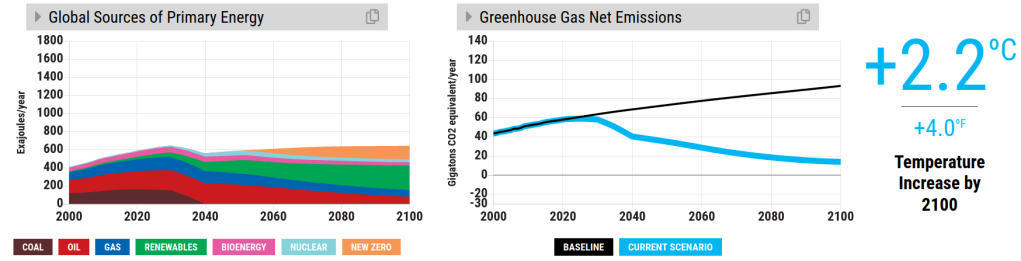 Global Sources of Primary Energy
Exajoules/year
1800
1600
1400
1200
1000
800
600
400
200
0
2000 2020 2040 2060 2080 2100
COAL OIL GAS RENEWABLES BIOENERGY NUCLEAR NEW ZERO
Greenhouse Gas Net Emissions
Gigatons CO2 equivalent/year
140
120
100
80
60
40
20
0
-20
-30
2000 2020 2040 2060 2080 2100
BASELINE CURRENT SCENARIO
+2.2°C
+4.0°F
Temperature
Increase by
2100